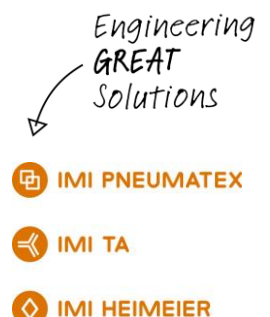 Engineering
GREAT
Solutions
IMI PNEUMATEX
IMI TA
IMI HEIMEIER